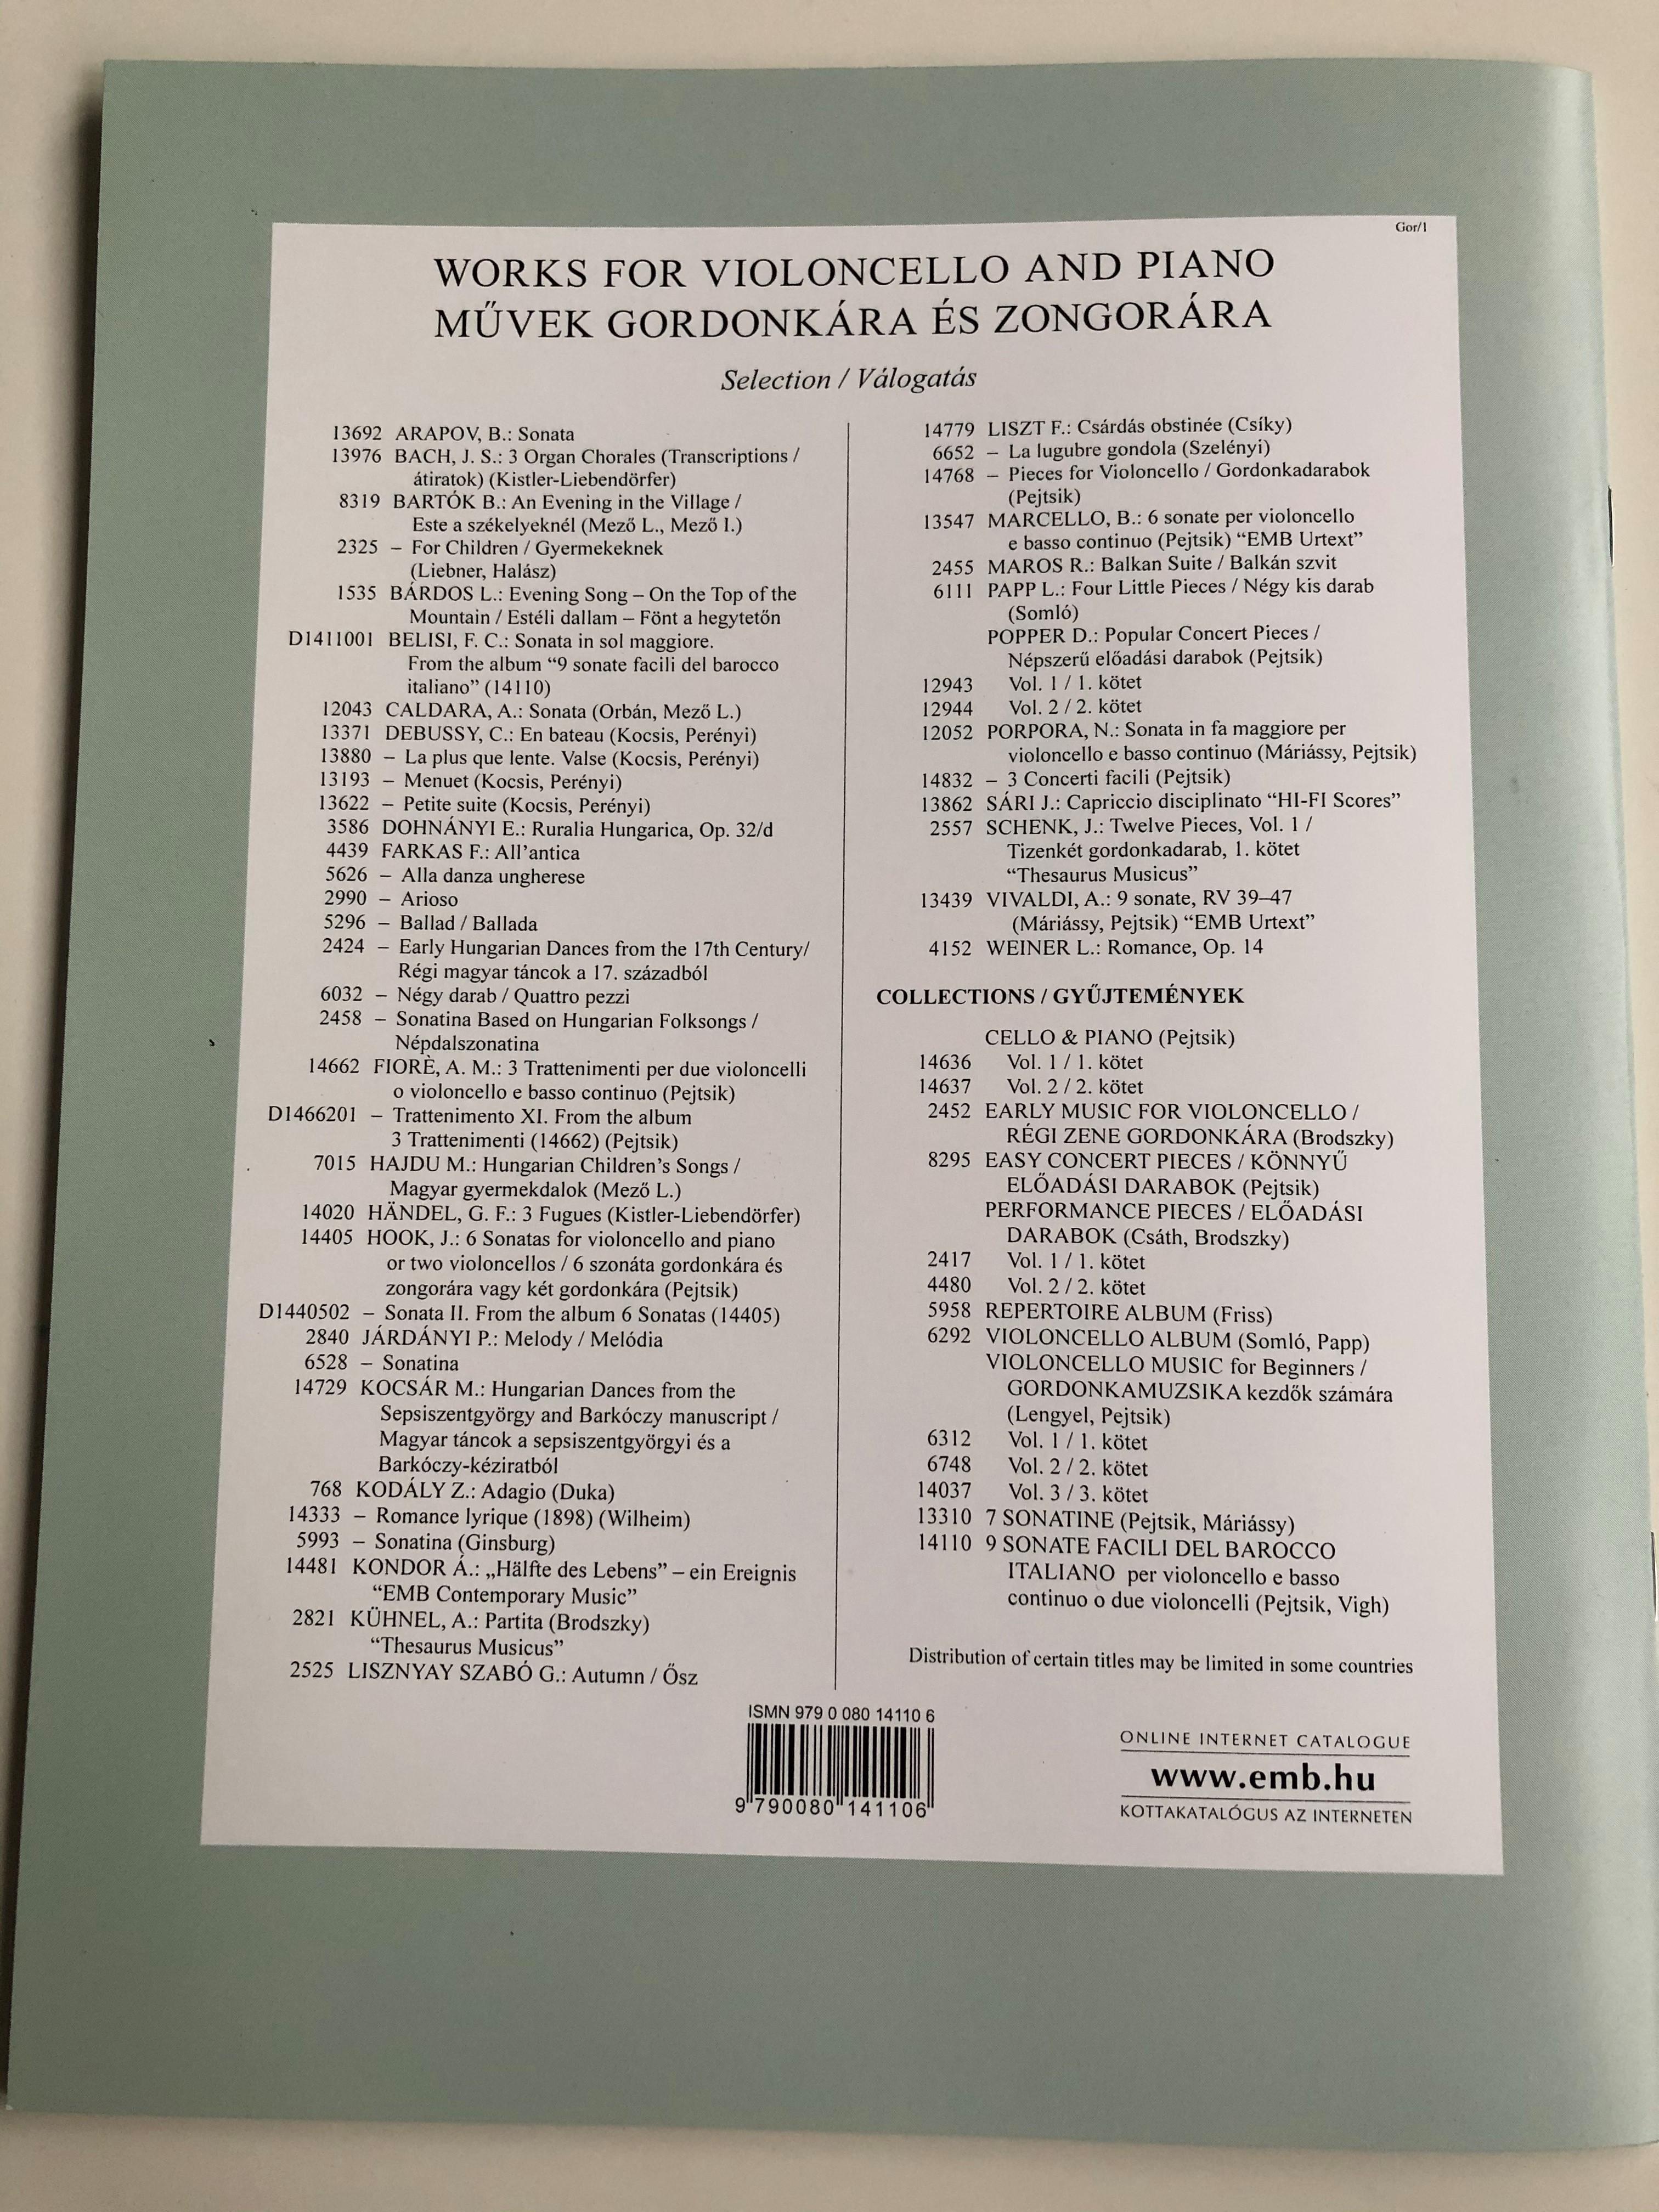 Gor/1
WORKS FOR VIOLONCELLO AND PIANO
MŰVEK GORDONKÁRA ÉS ZONGORÁRA
Selection / Válogatás
13692 ARAPOV, B.: Sonata
13976 BACH, J. S.: 3 Organ Chorales (Transcriptions /
átiratok) (Kistler-Liebendörfer)
8319 BARTÓK B.: An Evening in the Village /
Este a székelyeknél (Mező L., Mező I.)
2325 – For Children / Gyermekeknek
(Liebner, Halász)
1535 BÁRDOS L.: Evening Song – On the Top of the
Mountain / Estéli dallam – Fönt a hegytetőn
D1411001 BELISI, F. C.: Sonata in sol maggiore.
From the album “9 sonate facili del barocco
italiano” (14110)
12043 CALDARA, A.: Sonata (Orbán, Mező L.)
13371 DEBUSSY, C.: En bateau (Kocsis, Perényi)
13880 – La plus que lente. Valse (Kocsis, Perényi)
13193 – Menuet (Kocsis, Perényi)
13622 – Petite suite (Kocsis, Perényi)
3586 DOHNÁNYI E.: Ruralia Hungarica, Op. 32/d
4439 FARKAS F.: All’antica
5626 – Alla danza ungherese
2990 – Arioso
5296 – Ballad / Ballada
2424 – Early Hungarian Dances from the 17th Century/
Régi magyar táncok a 17. századból
6032 – Négy darab / Quattro pezzi
2458 – Sonatina Based on Hungarian Folksongs /
Népdalszonatina
14662 FIORÈ, A. M.: 3 Trattenimenti per due violoncelli
o violoncello e basso continuo (Pejtsik)
D1466201 – Trattenimento XI. From the album
3 Trattenimenti (14662) (Pejtsik)
7015 HAJDU M.: Hungarian Children’s Songs /
Magyar gyermekdalok (Mező L.)
14020 HÄNDEL, G. F.: 3 Fugues (Kistler-Liebendörfer)
14405 HOOK, J.: 6 Sonatas for violoncello and piano
or two violoncellos / 6 szonáta gordonkára és
zongorára vagy két gordonkára (Pejtsik)
D1440502 – Sonata II. From the album 6 Sonatas (14405)
2840 JÁRDÁNYI P.: Melody / Melódia
6528 – Sonatina
14729 KOCSÁR M.: Hungarian Dances from the
Sepsiszentgyörgy and Barkóczy manuscript /
Magyar táncok a sepsiszentgyörgyi és a
Barkóczy-kéziratból
768 KODÁLY Z.: Adagio (Duka)
14333 – Romance lyrique (1898) (Wilheim)
5993 – Sonatina (Ginsburg)
14481 KONDOR Á.: „Hälfte des Lebens” – ein Ereignis
“EMB Contemporary Music”
2821 KÜHNEL, A.: Partita (Brodszky)
“Thesaurus Musicus”
2525 LISZNYAY SZABÓ G.: Autumn / Ősz
14779 LISZT F.: Csárdás obstinée (Csíky)
6652 – La lugubre gondola (Szelényi)
14768 – Pieces for Violoncello / Gordonkadarabok
(Pejtsik)
13547 MARCELLO, B.: 6 sonate per violoncello
e basso continuo (Pejtsik) “EMB Urtext”
2455 MAROS R.: Balkan Suite / Balkán szvit
6111 PAPP L.: Four Little Pieces / Négy kis darab
(Somló)
POPPER D.: Popular Concert Pieces /
Népszerű előadási darabok (Pejtsik)
12943 Vol. 1 / 1. kötet
12944 Vol. 2 / 2. kötet
12052 PORPORA, N.: Sonata in fa maggiore per
violoncello e basso continuo (Máriássy, Pejtsik)
14832 – 3 Concerti facili (Pejtsik)
13862 SÁRI J.: Capriccio disciplinato “HI-FI Scores”
2557 SCHENK, J.: Twelve Pieces, Vol. 1 /
Tizenkét gordonkadarab, 1. kötet
“Thesaurus Musicus”
13439 VIVALDI, A.: 9 sonate, RV 39–47
(Máriássy, Pejtsik) “EMB Urtext”
4152 WEINER L.: Romance, Op. 14
COLLECTIONS / GYŰJTEMÉNYEK
CELLO & PIANO (Pejtsik)
14636 Vol. 1 / 1. kötet
14637 Vol. 2 / 2. kötet
2452 EARLY MUSIC FOR VIOLONCELLO /
RÉGI ZENE GORDONKÁRA (Brodszky)
8295 EASY CONCERT PIECES / KÖNNYŰ
ELŐADÁSI DARABOK (Pejtsik)
PERFORMANCE PIECES / ELŐADÁSI
DARABOK (Csáth, Brodszky)
2417 Vol. 1 / 1. kötet
4480 Vol. 2 / 2. kötet
5958 REPERTOIRE ALBUM (Friss)
6292 VIOLONCELLO ALBUM (Somló, Papp)
VIOLONCELLO MUSIC for Beginners /
GORDONKAMUZSIKA kezdők számára
(Lengyel, Pejtsik)
6312 Vol. 1 / 1. kötet
6748 Vol. 2 / 2. kötet
14037 Vol. 3 / 3. kötet
13310 7 SONATINE (Pejtsik, Máriássy)
14110 9 SONATE FACILI DEL BAROCCO
ITALIANO per violoncello e basso
continuo o due violoncelli (Pejtsik, Vigh)
Distribution of certain titles may be limited in some countries
ISMN 979 0 080 14110 6
9 790080 141106
ONLINE INTERNET CATALOGUE
www.emb.hu
KOTTAKATALÓGUS AZ INTERNETEN